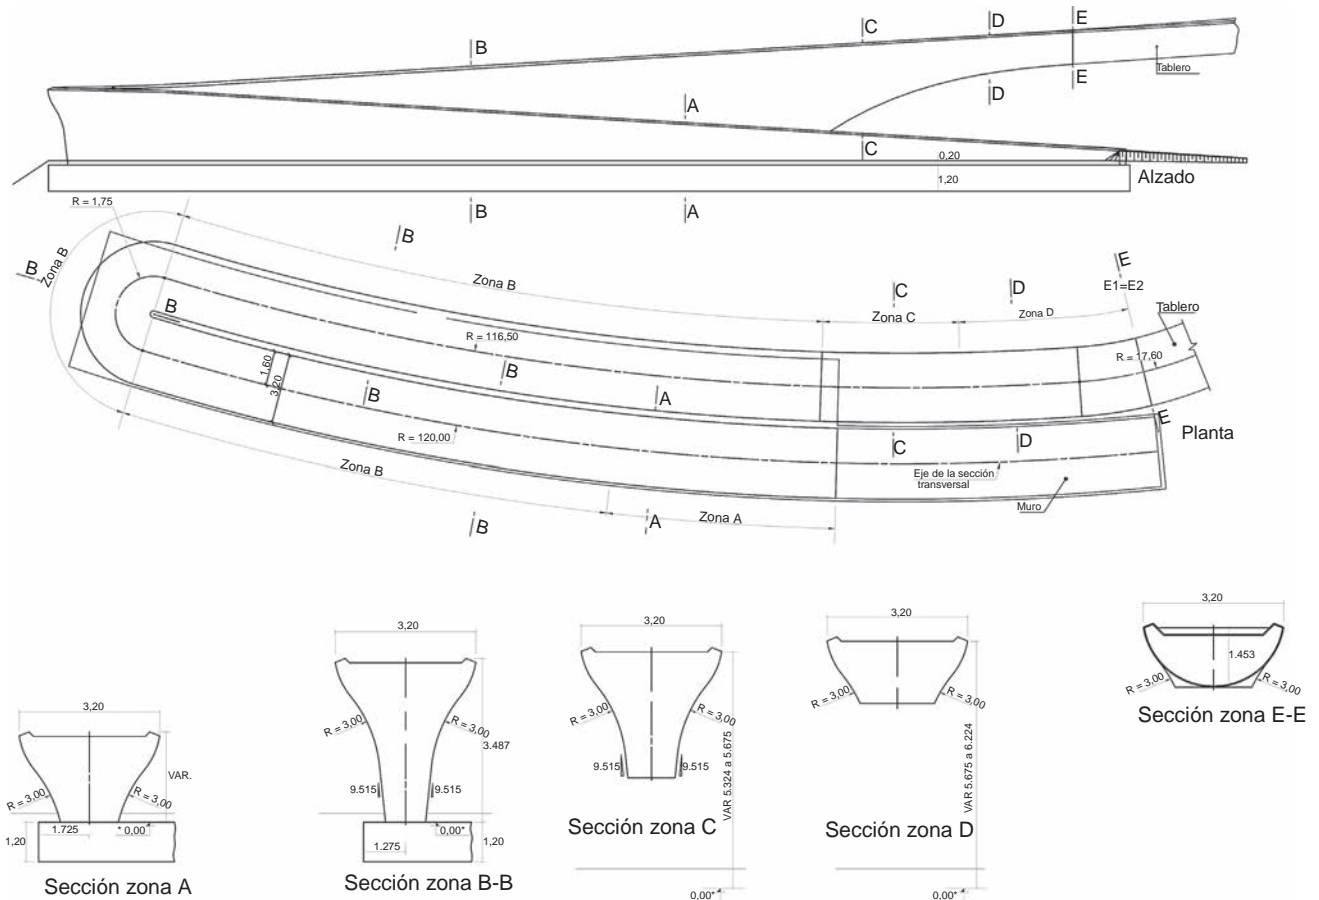 E
D
C
B
A
Tablero
E
D
C
0,20
1,20
Alzado
B
A
R = 1,75
B
B
Zona B
Zona B
B
R = 116,50
1,60
3,20
B
B
A
R = 120,00
Zona B
B
A
Zona A
C
Zona C
D
Zona D
E
E1=E2
Tablero
R = 17,60
E
Planta
C
D
Eje de la sección
transversal
Muro
3,20
VAR.
R = 3,00
R = 3,00
1,20
1.725
* 0,00
Sección zona A
3,20
R = 3,00
R = 3,00
3.487
9.515
9.515
1.275
0,00*
1,20
Sección zona B-B
3,20
R = 3,00
R = 3,00
9.515
9.515
VAR 5.324 a 5.675
Sección zona C
0,00*
3,20
R = 3,00
R = 3,00
VAR 5.675 a 6.224
Sección zona D
0,00*
3,20
1.453
R = 3,00
R = 3,00
Sección zona E-E